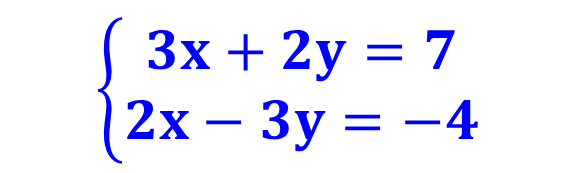 3x + 2y = 7
2x − 3y = −4